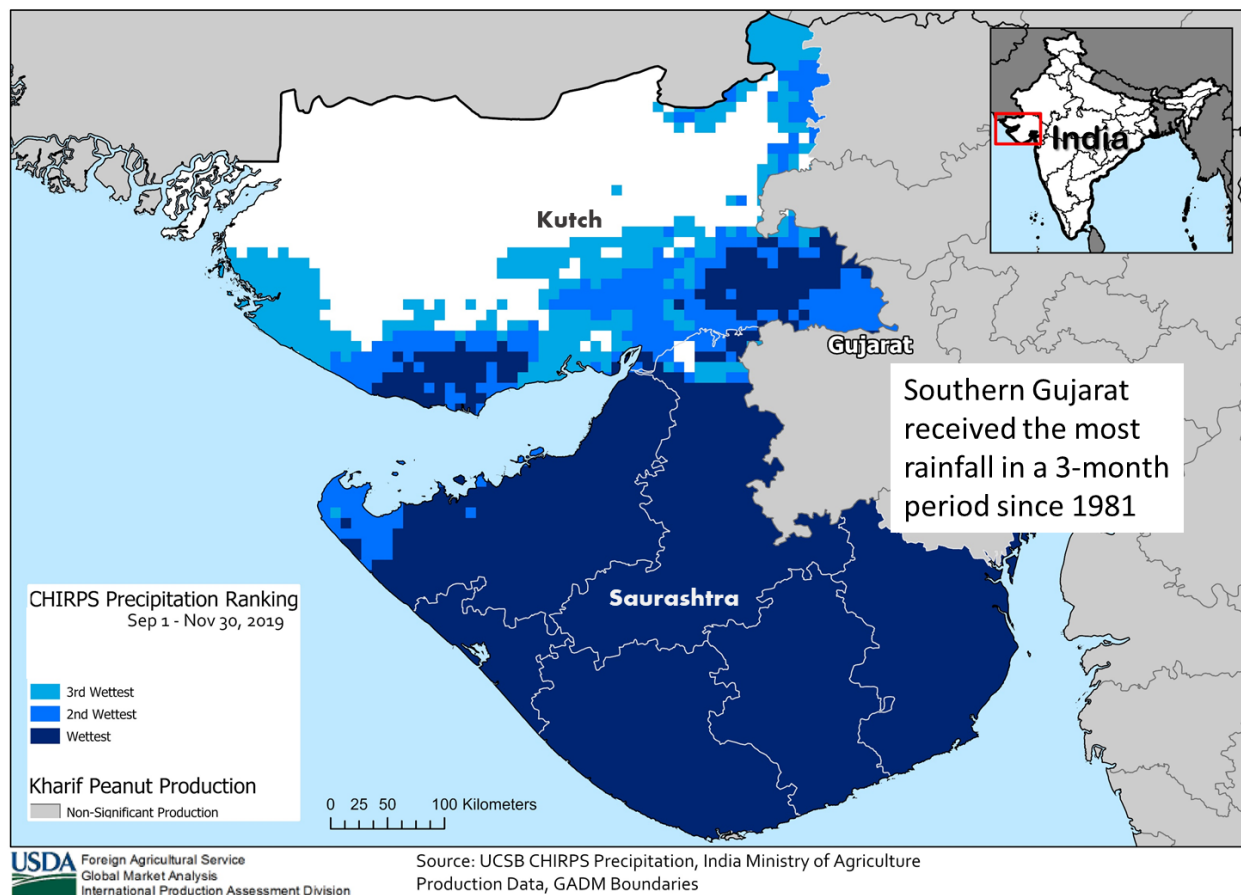 India
Kutch
Gujarat
Southern Gujarat
received the most
rainfall in a 3-month
period since 1981
Saurashtra
CHIRPS Precipitation Ranking
Sep 1 - Nov 30, 2019
3rd Wettest
2nd Wettest
Wettest
Kharif Peanut Production
Non-Significant Production
0 25 50 100 Kilometers
USDA
Foreign Agricultural Service
Global Market Analysis
International Production Assessment Division
Source: UCSB CHIRPS Precipitation, India Ministry of Agriculture
Production Data, GADM Boundaries